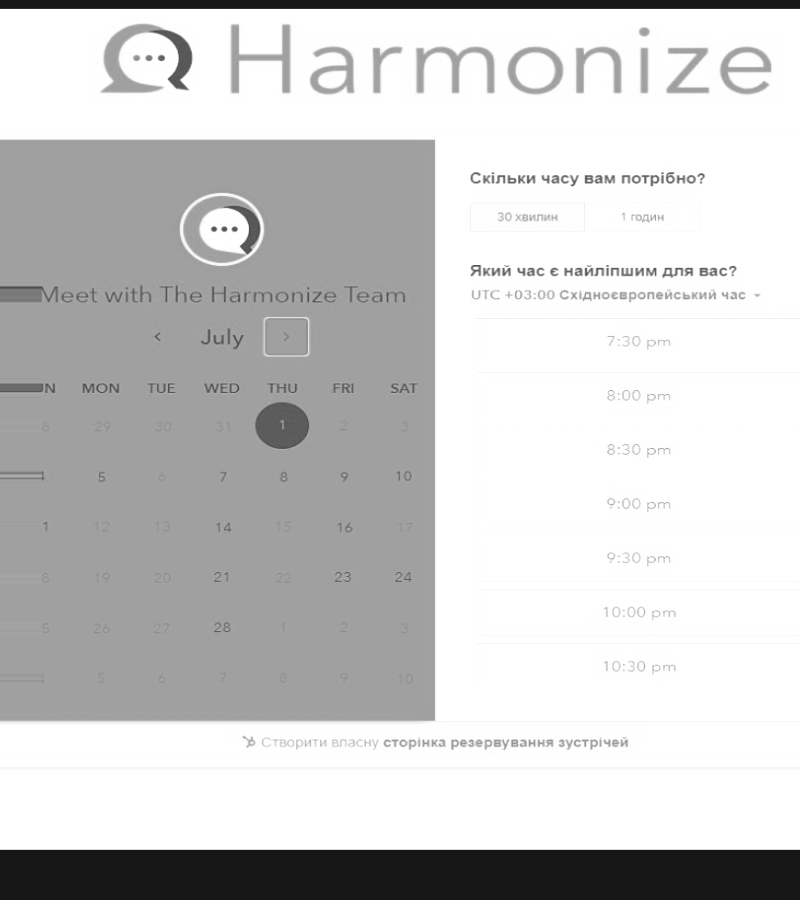 Harmonize
Meet with The Harmonize Team
July
N MON TUE WED THU FRI SAT
8 29 30 31 1 2 3
5 6 7 8 9 10
1 12 13 14 15 16 17
8 19 20 21 22 23 24
5 26 27 28 1 2 3
5 6 7 8 9 10
Скільки часу вам потрібно?
30 хвилин 1 годин
Який час є найліпшим для вас?
UTC +03:00 Східноєвропейський час
7:30 pm
8:00 pm
8:30 pm
9:00 pm
9:30 pm
10:00 pm
10:30 pm
Створити власну сторінка резервування зустрічей